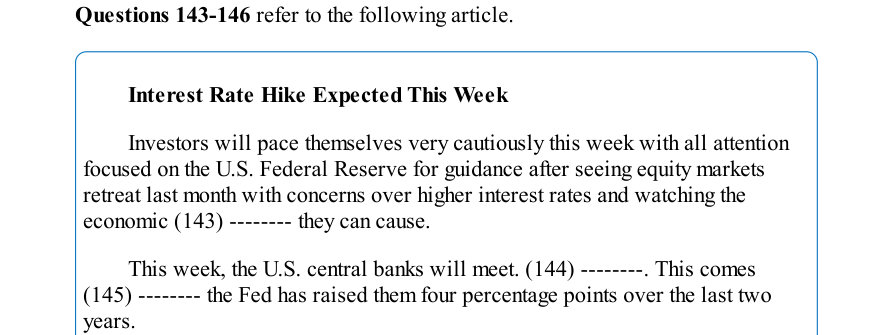 Questions 143-146 refer to the following article.
Interest Rate Hike Expected This Week
Investors will pace themselves very cautiously this week with all attention
focused on the U.S. Federal Reserve for guidance after seeing equity markets
retreat last month with concerns over higher interest rates and watching the
economic (143) -------- they can cause.
This week, the U.S. central banks will meet. (144) --------. This comes
(145) -------- the Fed has raised them four percentage points over the last two
years.